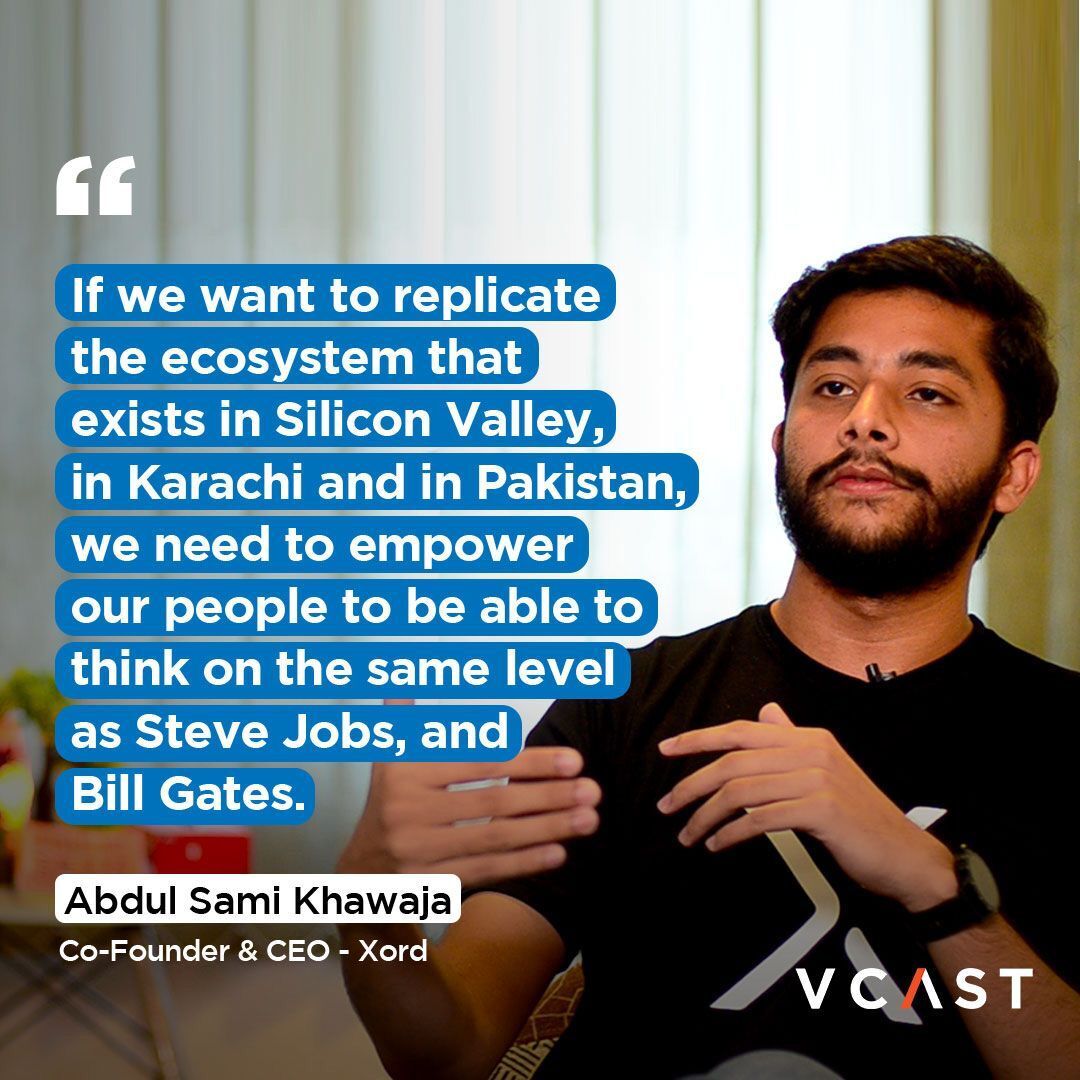 “
If we want to replicate
the ecosystem that
exists in Silicon Valley,
in Karachi and in Pakistan,
we need to empower
our people to be able to
think on the same level
as Steve Jobs, and
Bill Gates.
Abdul Sami Khawaja
Co-Founder & CEO - Xord
VCAST